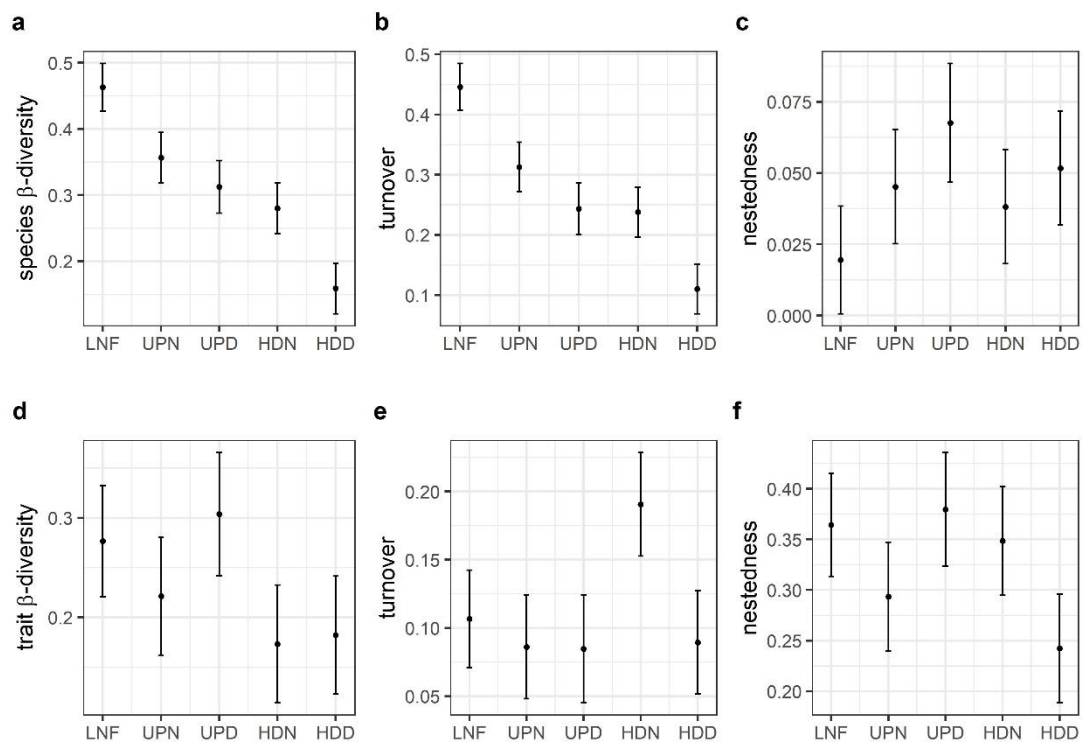 a
species β-diversity
0.5
0.4
0.3
0.2
LNF UPN UPD HDN HDD
b
turnover
0.5
0.4
0.3
0.2
0.1
LNF UPN UPD HDN HDD
c
nestedness
0.075
0.050
0.025
0.000
LNF UPN UPD HDN HDD
d
trait β-diversity
0.3
0.2
LNF UPN UPD HDN HDD
e
turnover
0.20
0.15
0.10
0.05
LNF UPN UPD HDN HDD
f
nestedness
0.40
0.35
0.30
0.25
0.20
LNF UPN UPD HDN HDD